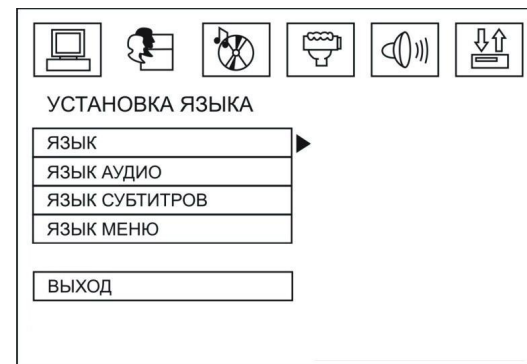 УСТАНОВКА ЯЗЫКА
ЯЗЫК
ЯЗЫК АУДИО
ЯЗЫК СУБТИТРОВ
ЯЗЫК МЕНЮ
ВЫХОД